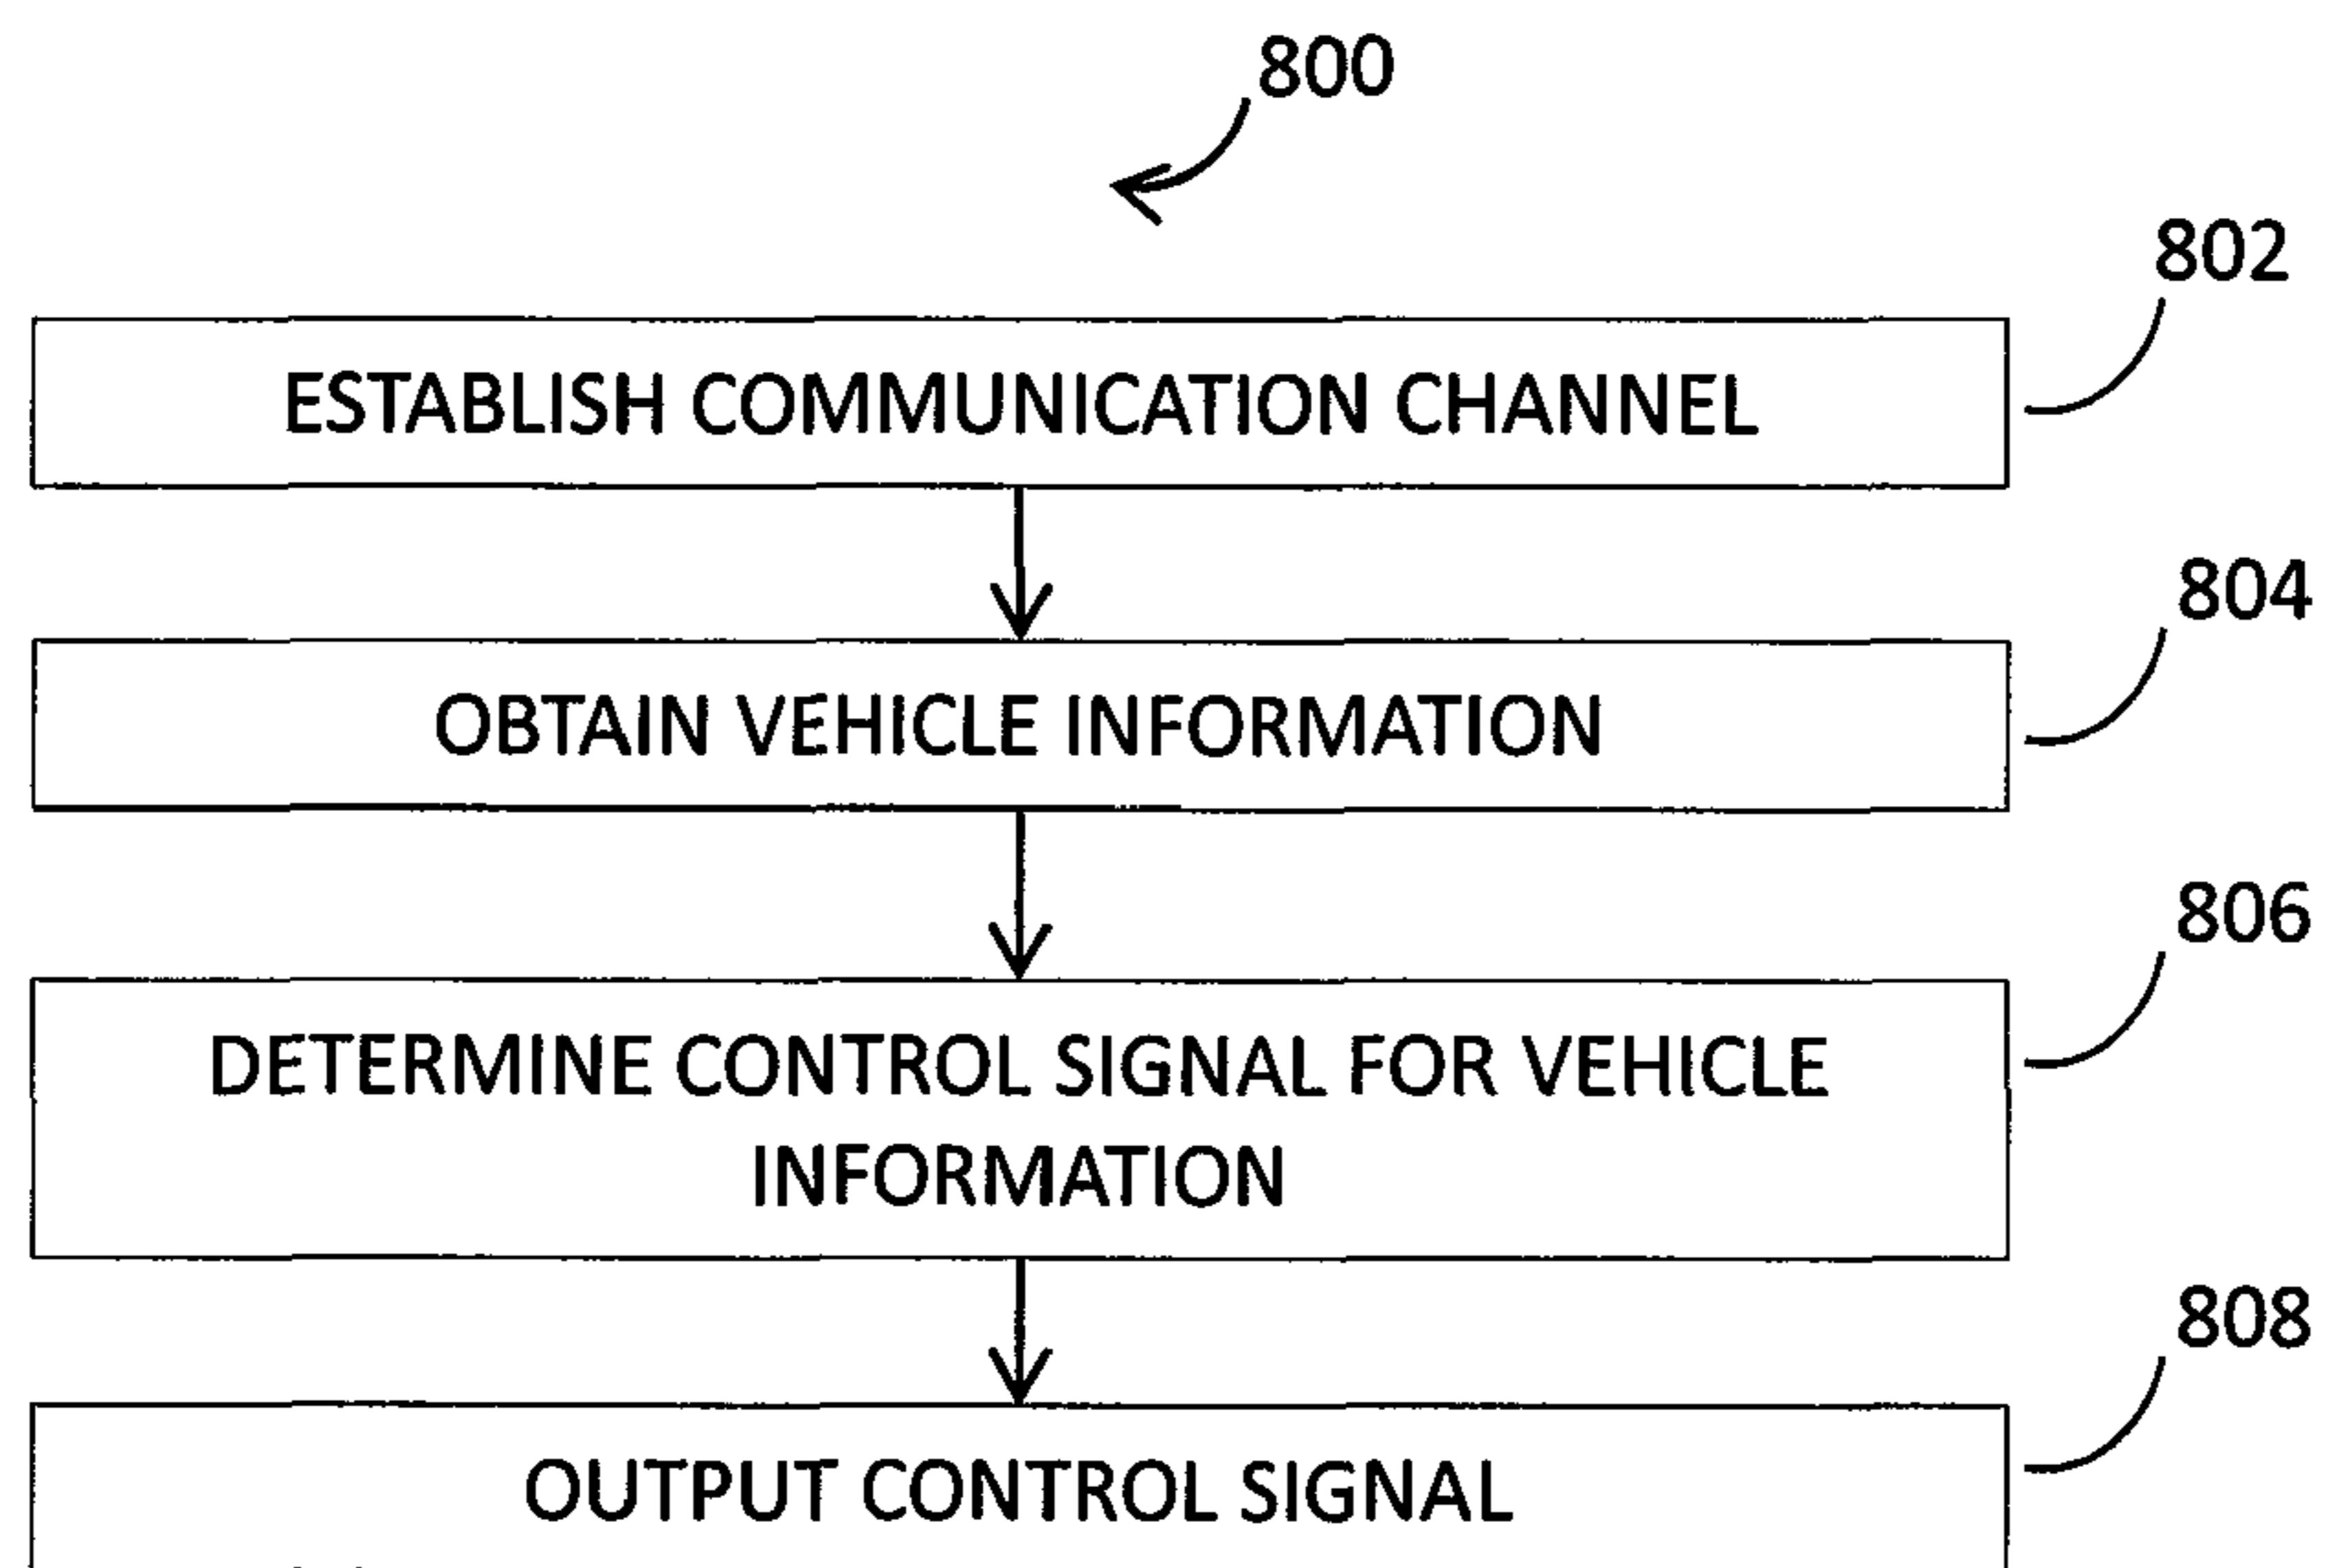 800
802
ESTABLISH COMMUNICATION CHANNEL
804
OBTAIN VEHICLE INFORMATION
806
DETERMINE CONTROL SIGNAL FOR VEHICLE
INFORMATION
808
OUTPUT CONTROL SIGNAL